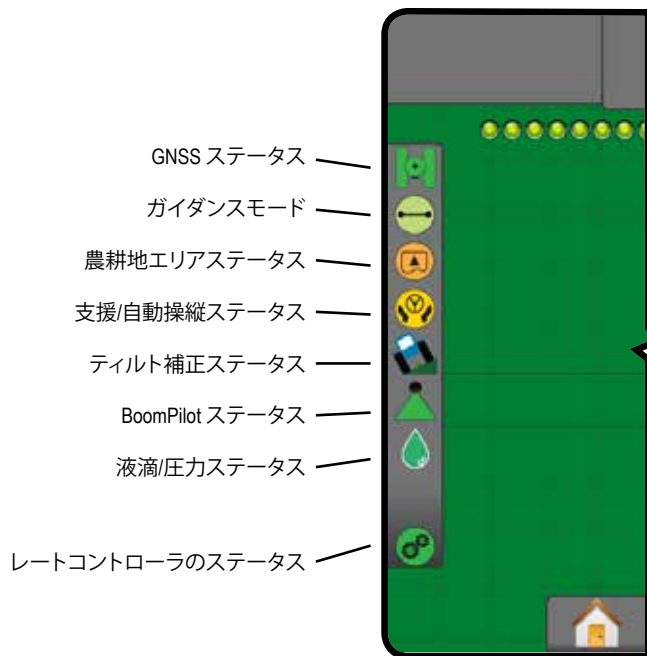 GNSS ステータス
ガイダンスモード
農耕地エリアステータス
支援/自動操縦ステータス
ティルト補正ステータス
BoomPilot ステータス
液滴/圧力ステータス
レートコントローラのステータス